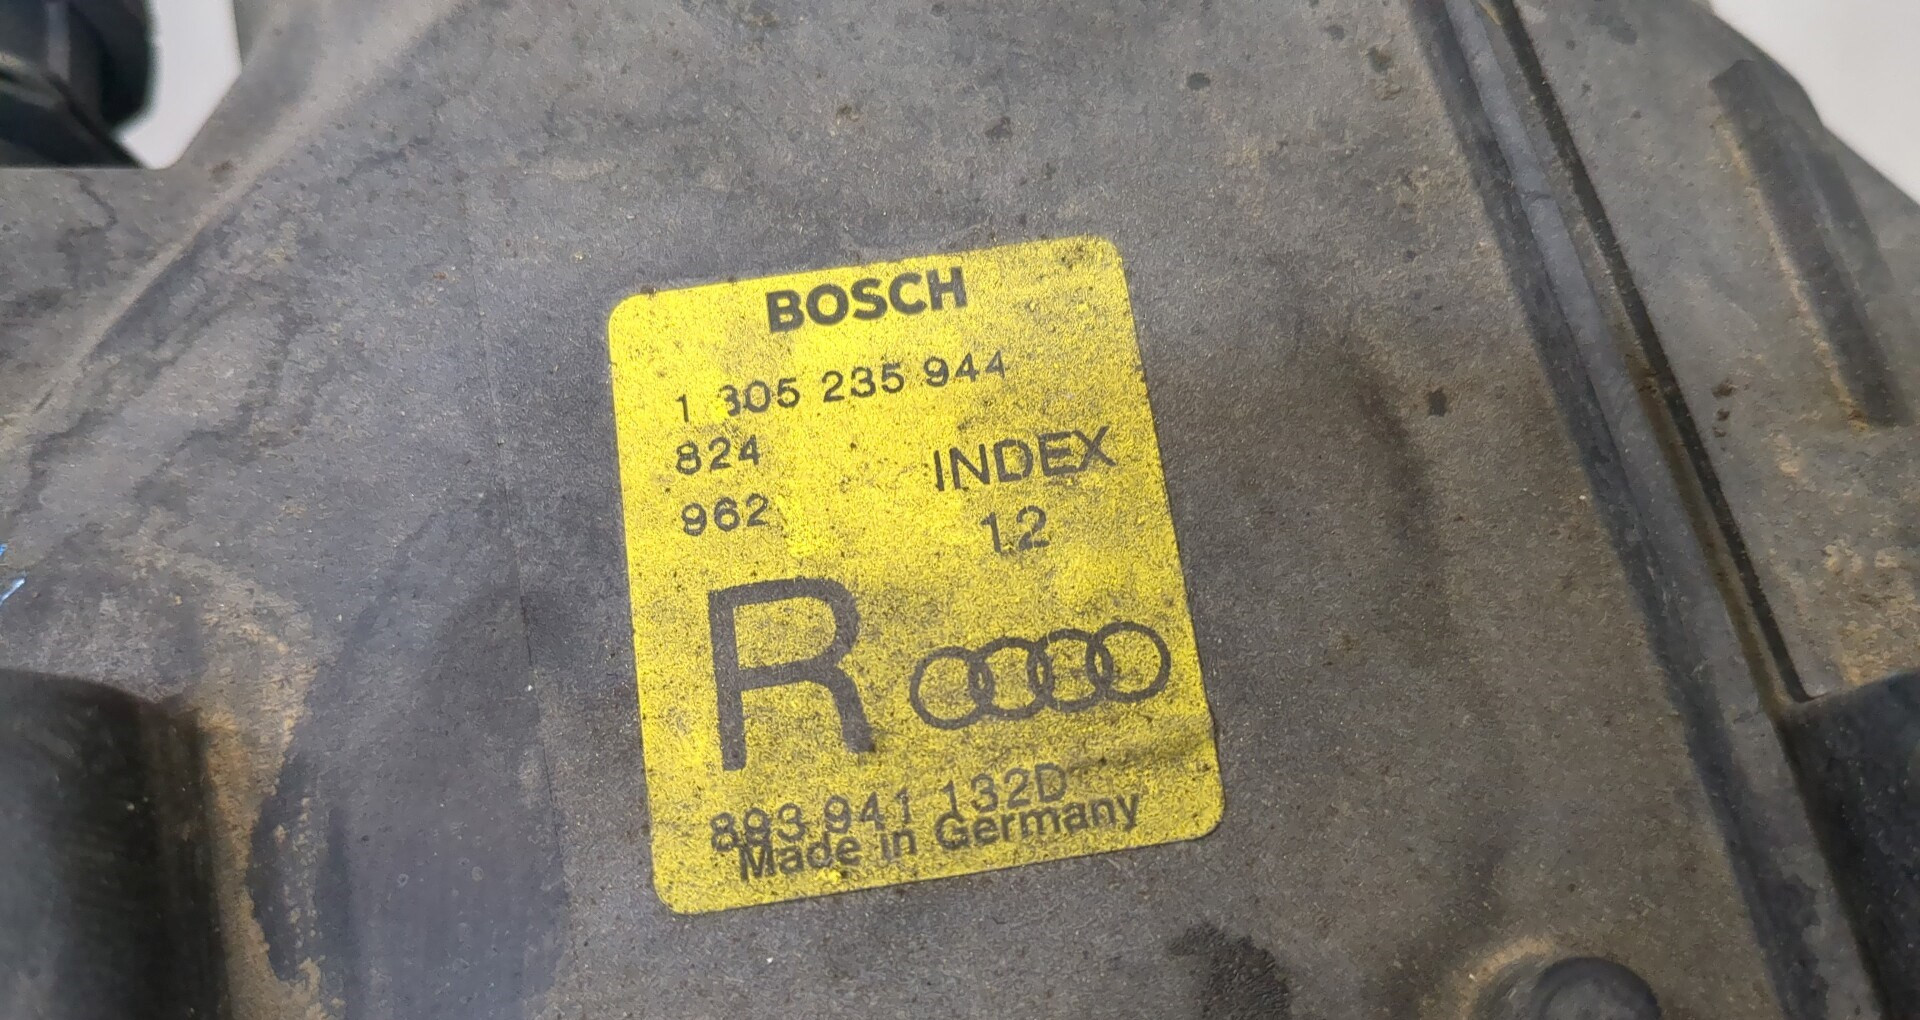 BOSCH
1 305 235 944
824
INDEX
962
12
R
893 941 132D
Made in Germany